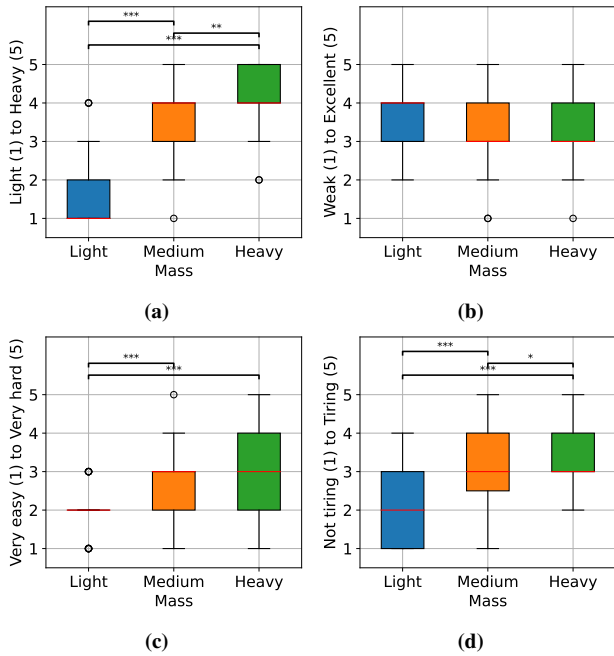 ***
**
***
Light (1) to Heavy (5)
5
4
3
2
1
Light Medium Heavy
Mass
(a)
Weak (1) to Excellent (5)
5
4
3
2
1
Light Medium Heavy
Mass
(b)
***
***
Very easy (1) to Very hard (5)
5
4
3
2
1
Light Medium Heavy
Mass
(c)
***
*
***
Not tiring (1) to Tiring (5)
5
4
3
2
1
Light Medium Heavy
Mass
(d)